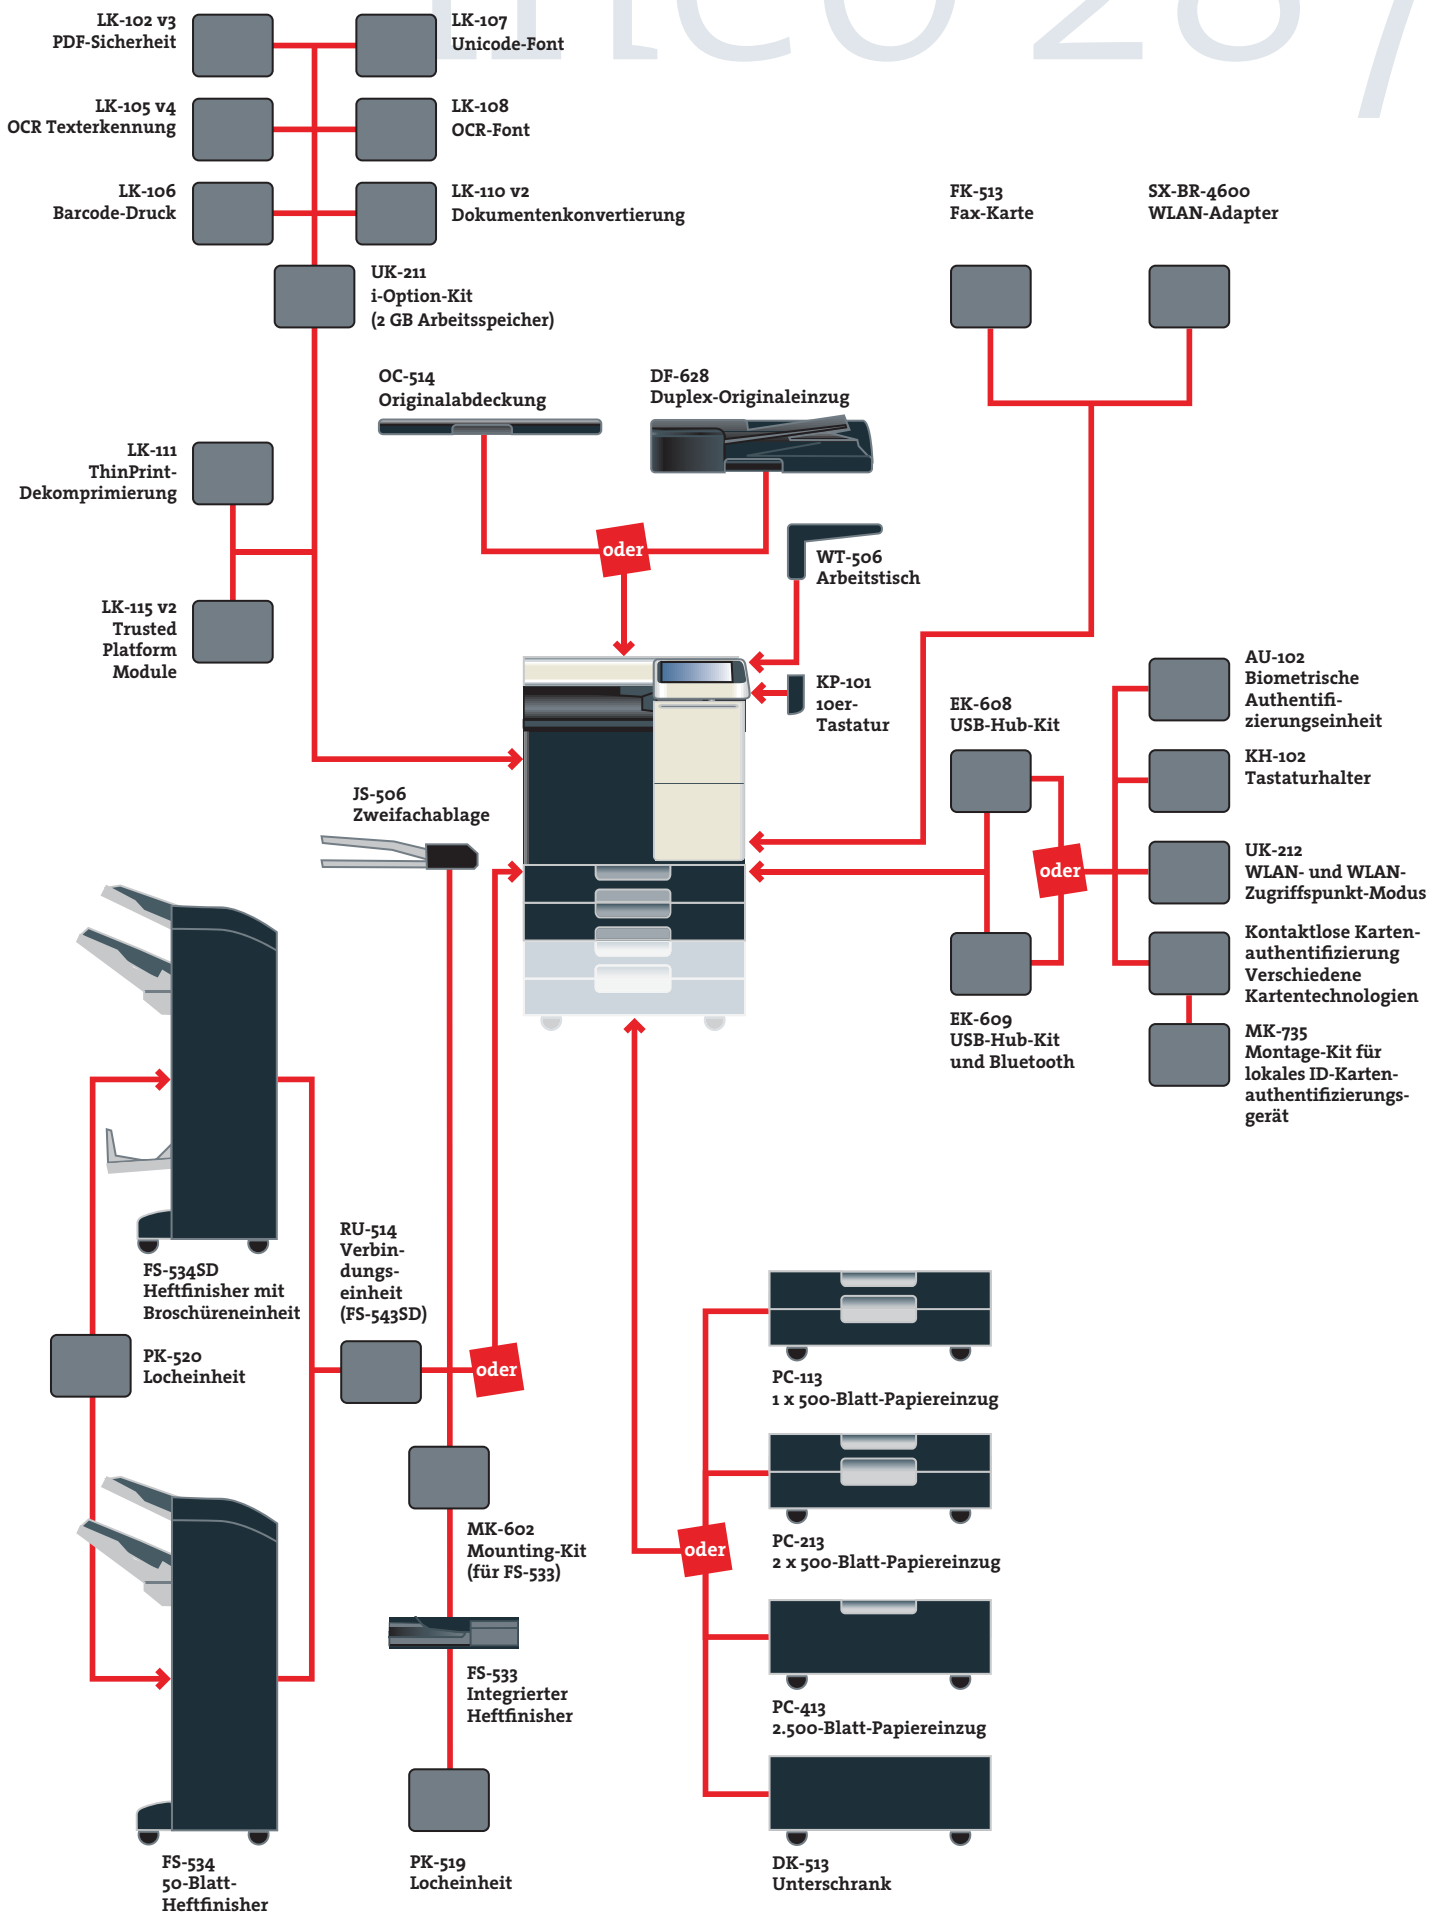 ineo 287
LK-102 v3
PDF-Sicherheit
LK-107
Unicode-Font
LK-105 v4
OCR Texterkennung
LK-108
OCR-Font
LK-106
Barcode-Druck
LK-110 v2
Dokumentenkonvertierung
UK-211
i-Option-Kit
(2 GB Arbeitsspeicher)
FK-513
Fax-Karte
SX-BR-4600
WLAN-Adapter
OC-514
Originalabdeckung
DF-628
Duplex-Originaleinzug
LK-111
ThinPrint-
Dekomprimierung
oder
WT-506
Arbeitstisch
LK-115 v2
Trusted
Platform
Module
KP-101
10er-
Tastatur
EK-608
USB-Hub-Kit
AU-102
Biometrische
Authentifi-
zierungseinheit
KH-102
Tastaturhalter
JS-506
Zweifachablage
oder
UK-212
WLAN- und WLAN-
Zugriffspunkt-Modus
Kontaktlose Karten-
authentifizierung
Verschiedene
Kartentechnologien
EK-609
USB-Hub-Kit
und Bluetooth
MK-735
Montage-Kit für
lokales ID-Karten-
authentifizierungs-
gerät
FS-534SD
Heftfinisher mit
Broschüreneinheit
RU-514
Verbin-
dungs-
einheit
(FS-543SD)
PK-520
Locheinheit
oder
PC-113
1 x 500-Blatt-Papiereinzug
MK-602
Mounting-Kit
(für FS-533)
oder
PC-213
2 x 500-Blatt-Papiereinzug
FS-533
Integrierter
Heftfinisher
PC-413
2.500-Blatt-Papiereinzug
FS-534
50-Blatt-
Heftfinisher
PK-519
Locheinheit
DK-513
Unterschrank